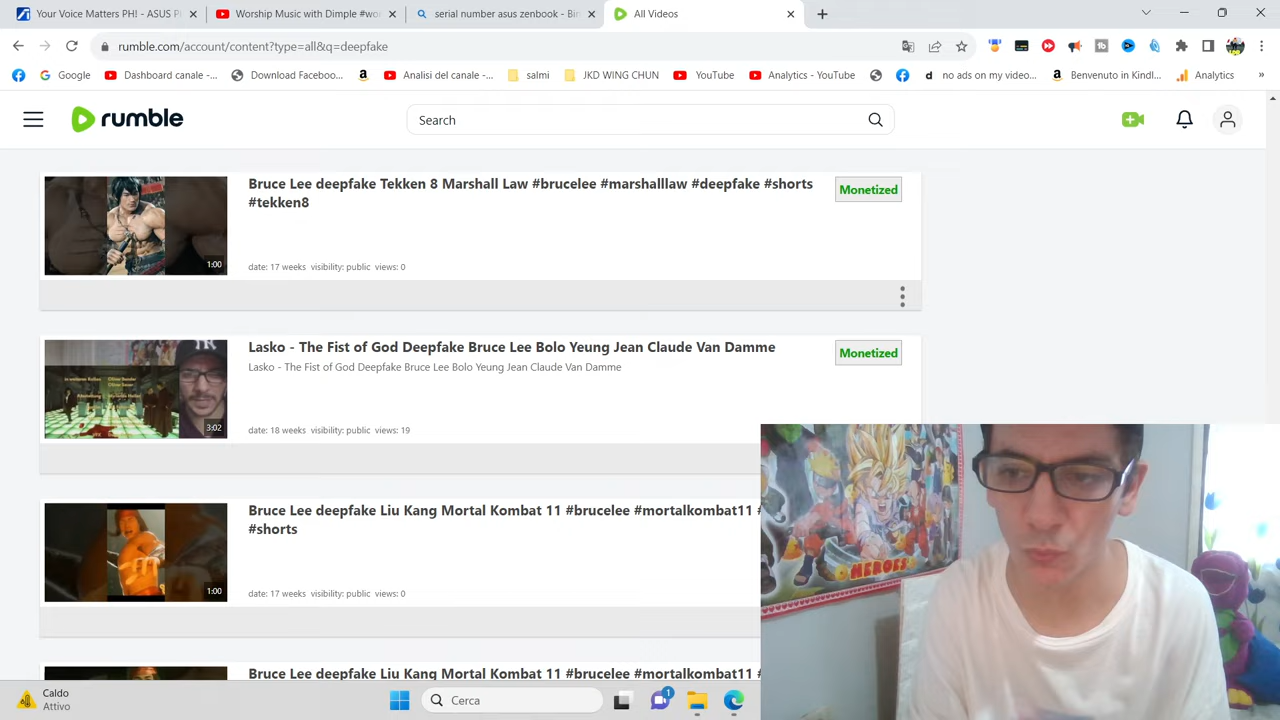 Your Voice Matters PH! - ASUS P
Worship Music with Dimple #wo
serial number asus zenbook - Bin
All Videos
rumble.com/account/content?type=all&q=deepfake
Google
Dashboard canale -...
Download Faceboo...
Analisi del canale -...
salmi
JKD WING CHUN
YouTube
Analytics - YouTube
no ads on my video...
Benvenuto in Kindl...
Analytics
rumble
Search
Bruce Lee deepfake Tekken 8 Marshall Law #brucelee #marshalllaw #deepfake #shorts
#tekken8
Monetized
1:00
date: 17 weeks visibility: public views: 0
Lasko - The Fist of God Deepfake Bruce Lee Bolo Yeung Jean Claude Van Damme
Monetized
Lasko - The Fist of God Deepfake Bruce Lee Bolo Yeung Jean Claude Van Damme
3:02
date: 18 weeks visibility: public views: 19
Bruce Lee deepfake Liu Kang Mortal Kombat 11 #brucelee #mortalkombat11
#shorts
1:00
date: 17 weeks visibility: public views: 0
Bruce Lee deepfake Liu Kang Mortal Kombat 11 #brucelee #mortalkombat11
HEROES
Caldo
Attivo
Cerca
1